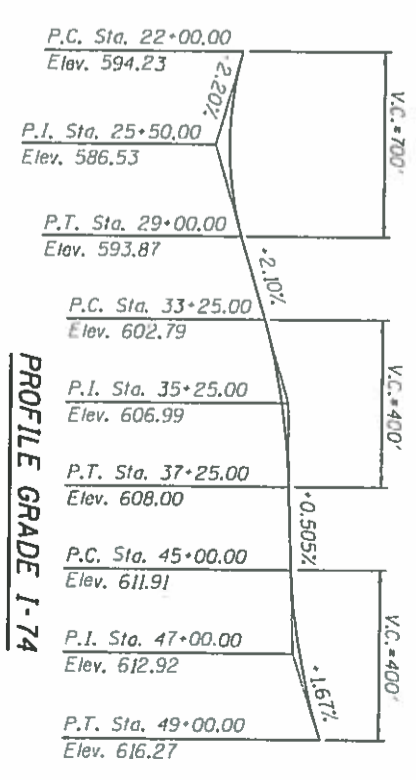 P.C. Sta. 22+00.00
Elev. 594.23
-2.20%
V.C.=700'
P.I. Sta. 25+50.00
Elev. 586.53
P.T. Sta. 29+00.00
Elev. 593.87
+2.10%
P.C. Sta. 33+25.00
Elev. 602.79
V.C.=400'
P.I. Sta. 35+25.00
Elev. 606.99
P.T. Sta. 37+25.00
Elev. 608.00
+0.505%
P.C. Sta. 45+00.00
Elev. 611.91
V.C.=400'
P.I. Sta. 47+00.00
Elev. 612.92
+1.67%
P.T. Sta. 49+00.00
Elev. 616.27
PROFILE GRADE I-74